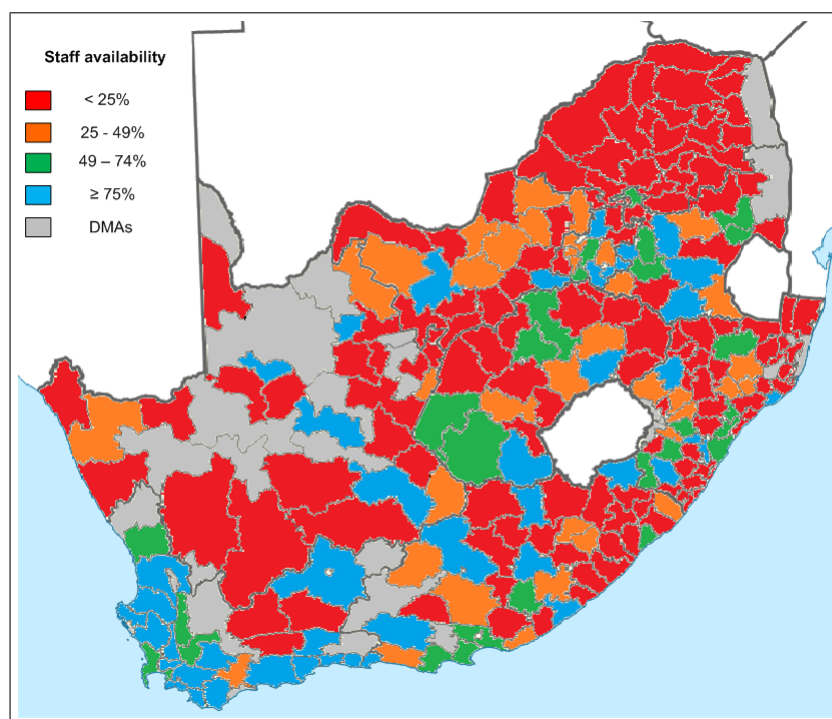 Staff availability
< 25%
25 - 49%
49 – 74%
≥ 75%
DMAs